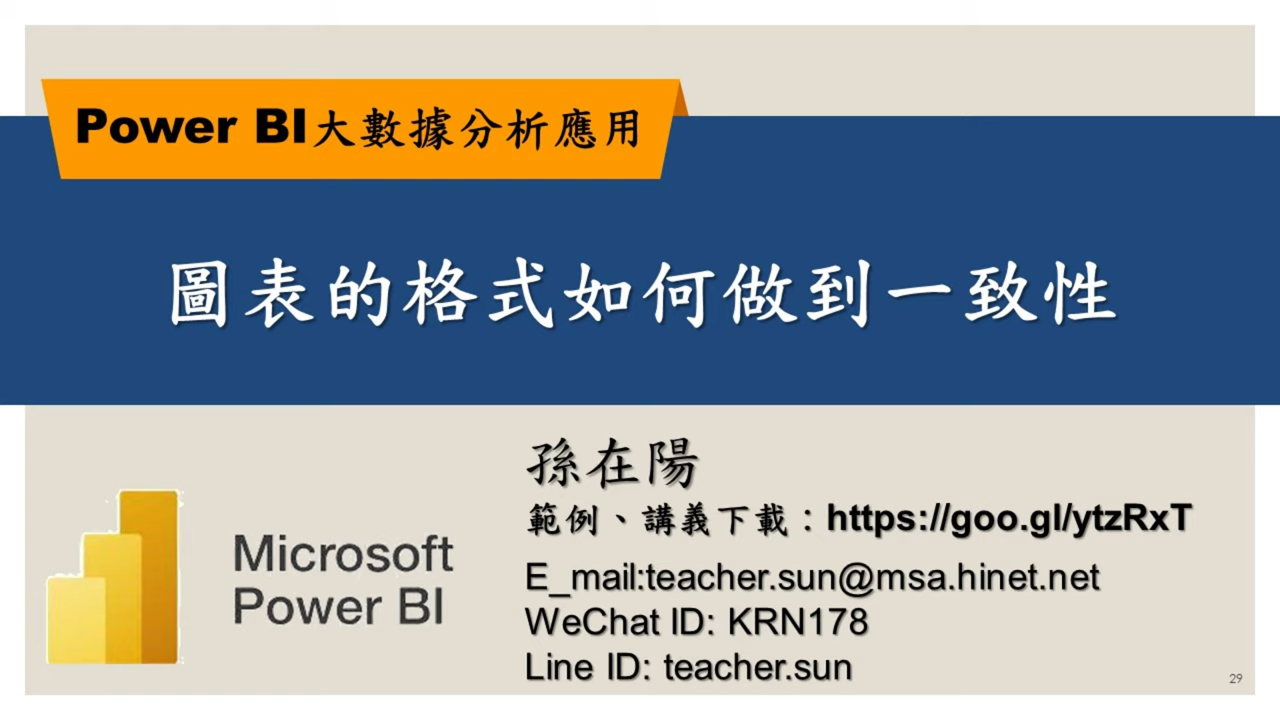 Power BI大數據分析應用
圖表的格式如何做到一致性
孫在陽
範例、講義下載：https://goo.gl/ytzRxT
Microsoft
Power BI
E_mail:teacher.sun@msa.hinet.net
WeChat ID: KRN178
Line ID: teacher.sun
29